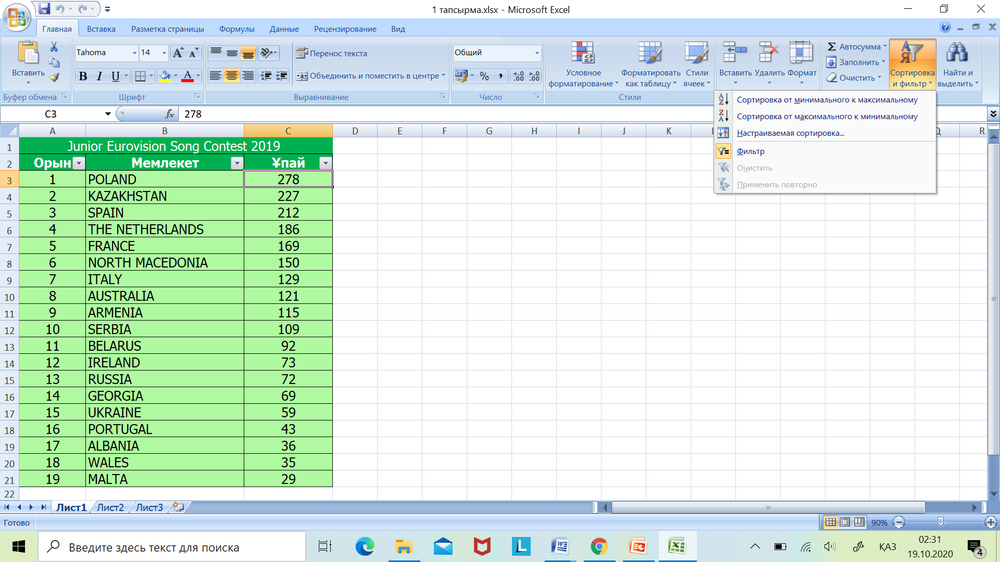 1 тапсырма.xlsx - Microsoft Excel
Главная Вставка Разметка страницы Формулы Данные Рецензирование Вид
Вставить
Буфер обмена
Tahoma 14
Шрифт
Перенос текста
Объединить и поместить в центре
Выравнивание
Общий
Число
Условное форматирование
Форматировать как таблицу
Стили ячеек
Стили
Вставить Удалить Формат
Автосумма
Заполнить
Очистить
Сортировка и фильтр
Найти и выделить
Сортировка от минимального к максимальному
Сортировка от максимального к минимальному
Настраиваемая сортировка...
Фильтр
Очистить
Применить повторно
C3 fx 278
A B C D E F G H I J K L Q R
1 Junior Eurovision Song Contest 2019
2 Орын Мемлекет Ұпай
3 1 POLAND 278
4 2 KAZAKHSTAN 227
5 3 SPAIN 212
6 4 THE NETHERLANDS 186
7 5 FRANCE 169
8 6 NORTH MACEDONIA 150
9 7 ITALY 129
10 8 AUSTRALIA 121
11 9 ARMENIA 115
12 10 SERBIA 109
13 11 BELARUS 92
14 12 IRELAND 73
15 13 RUSSIA 72
16 14 GEORGIA 69
17 15 UKRAINE 59
18 16 PORTUGAL 43
19 17 ALBANIA 36
20 18 WALES 35
21 19 MALTA 29
22
Лист1 Лист2 Лист3
Готово 90%
Введите здесь текст для поиска
ҚАЗ
02:31
19.10.2020
4